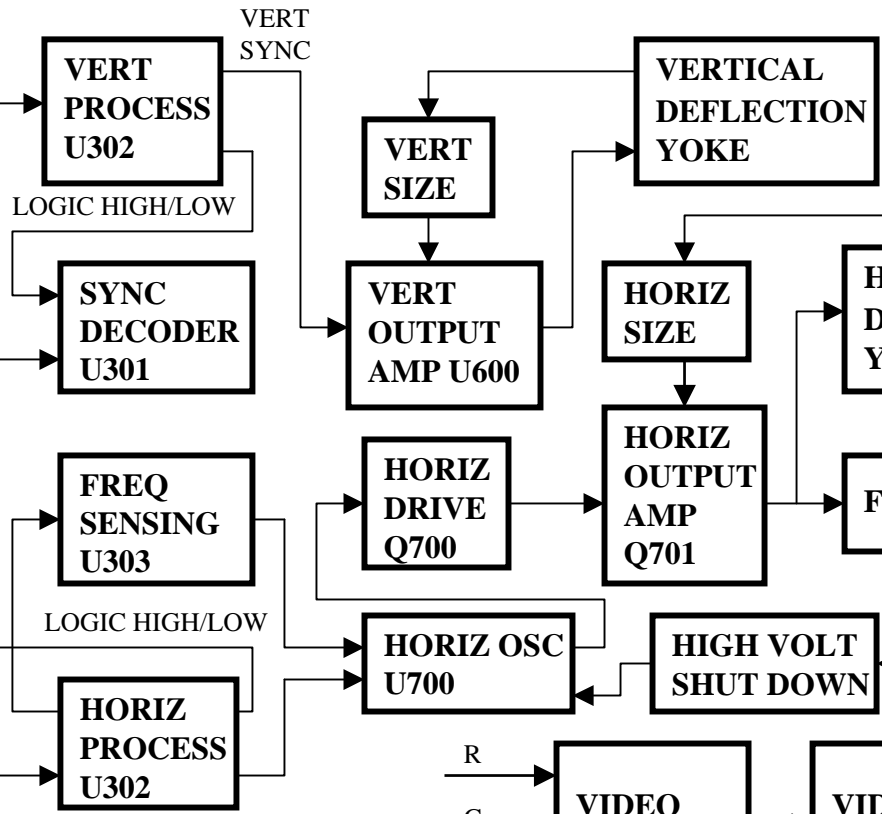 VERT
SYNC
VERT
PROCESS
U302
VERTICAL
DEFLECTION
YOKE
VERT
SIZE
LOGIC HIGH/LOW
SYNC
DECODER
U301
VERT
OUTPUT
AMP U600
HORIZ
SIZE
H
D
Y
HORIZ
OUTPUT
AMP
Q701
HORIZ
DRIVE
Q700
FREQ
SENSING
U303
F
LOGIC HIGH/LOW
HORIZ OSC
U700
HIGH VOLT
SHUT DOWN
HORIZ
PROCESS
U302
R
VIDEO
VID